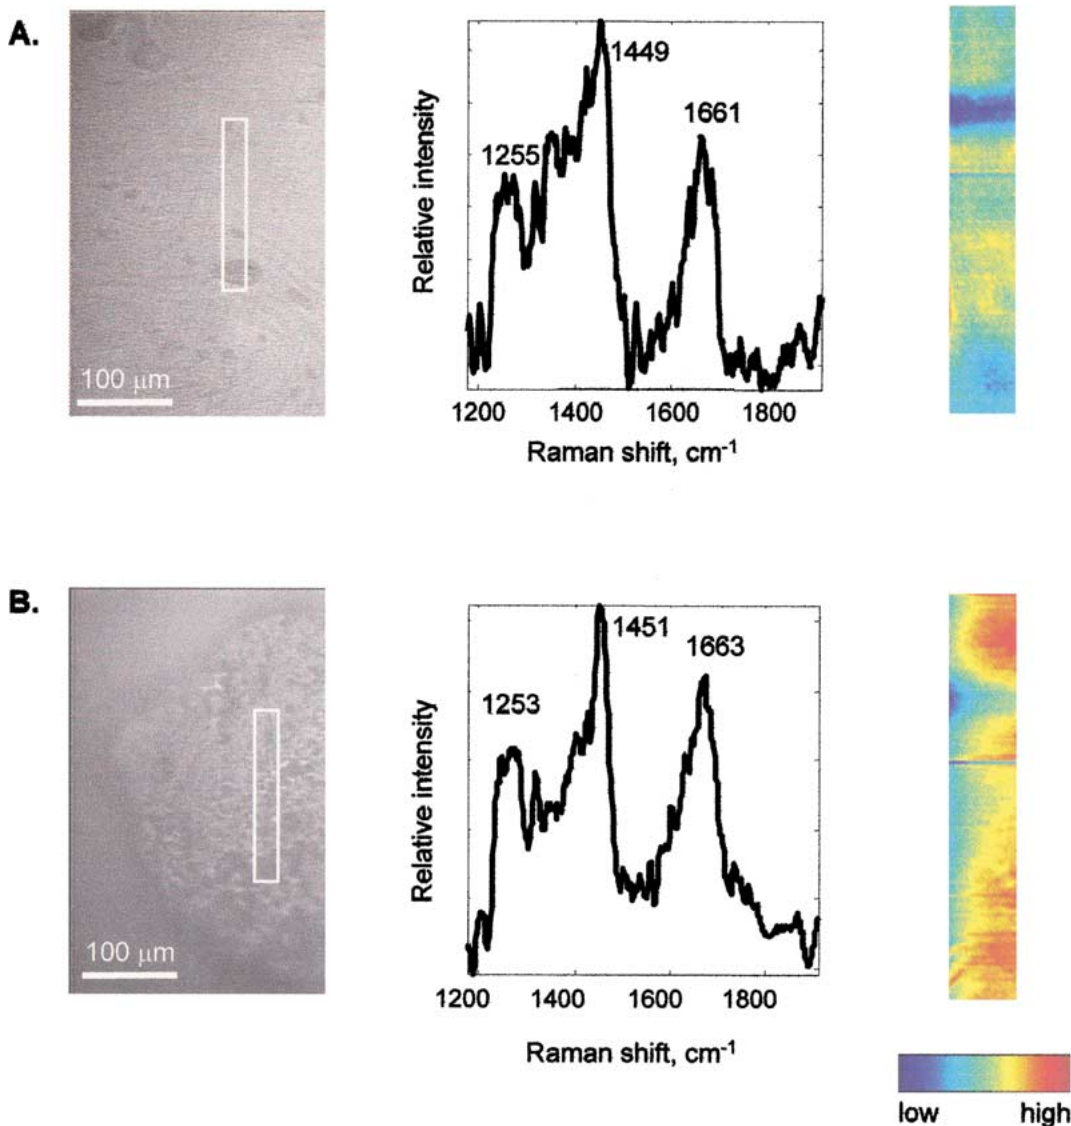 A.
100 μm
Relative intensity
1255
1449
1661
1200 1400 1600 1800
Raman shift, cm-1
B.
100 μm
Relative intensity
1253
1451
1663
1200 1400 1600 1800
Raman shift, cm-1
low high